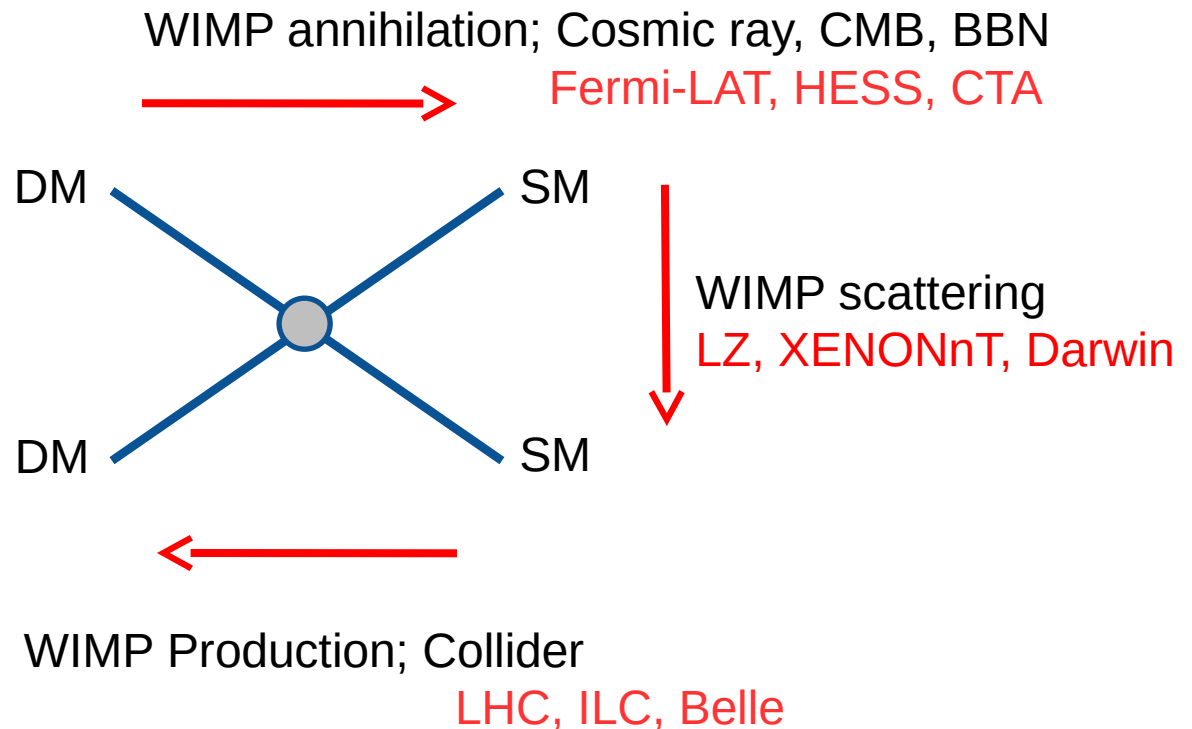 WIMP annihilation; Cosmic ray, CMB, BBN
Fermi-LAT, HESS, CTA
DM
SM
WIMP scattering
LZ, XENONnT, Darwin
DM
SM
WIMP Production; Collider
LHC, ILC, Belle